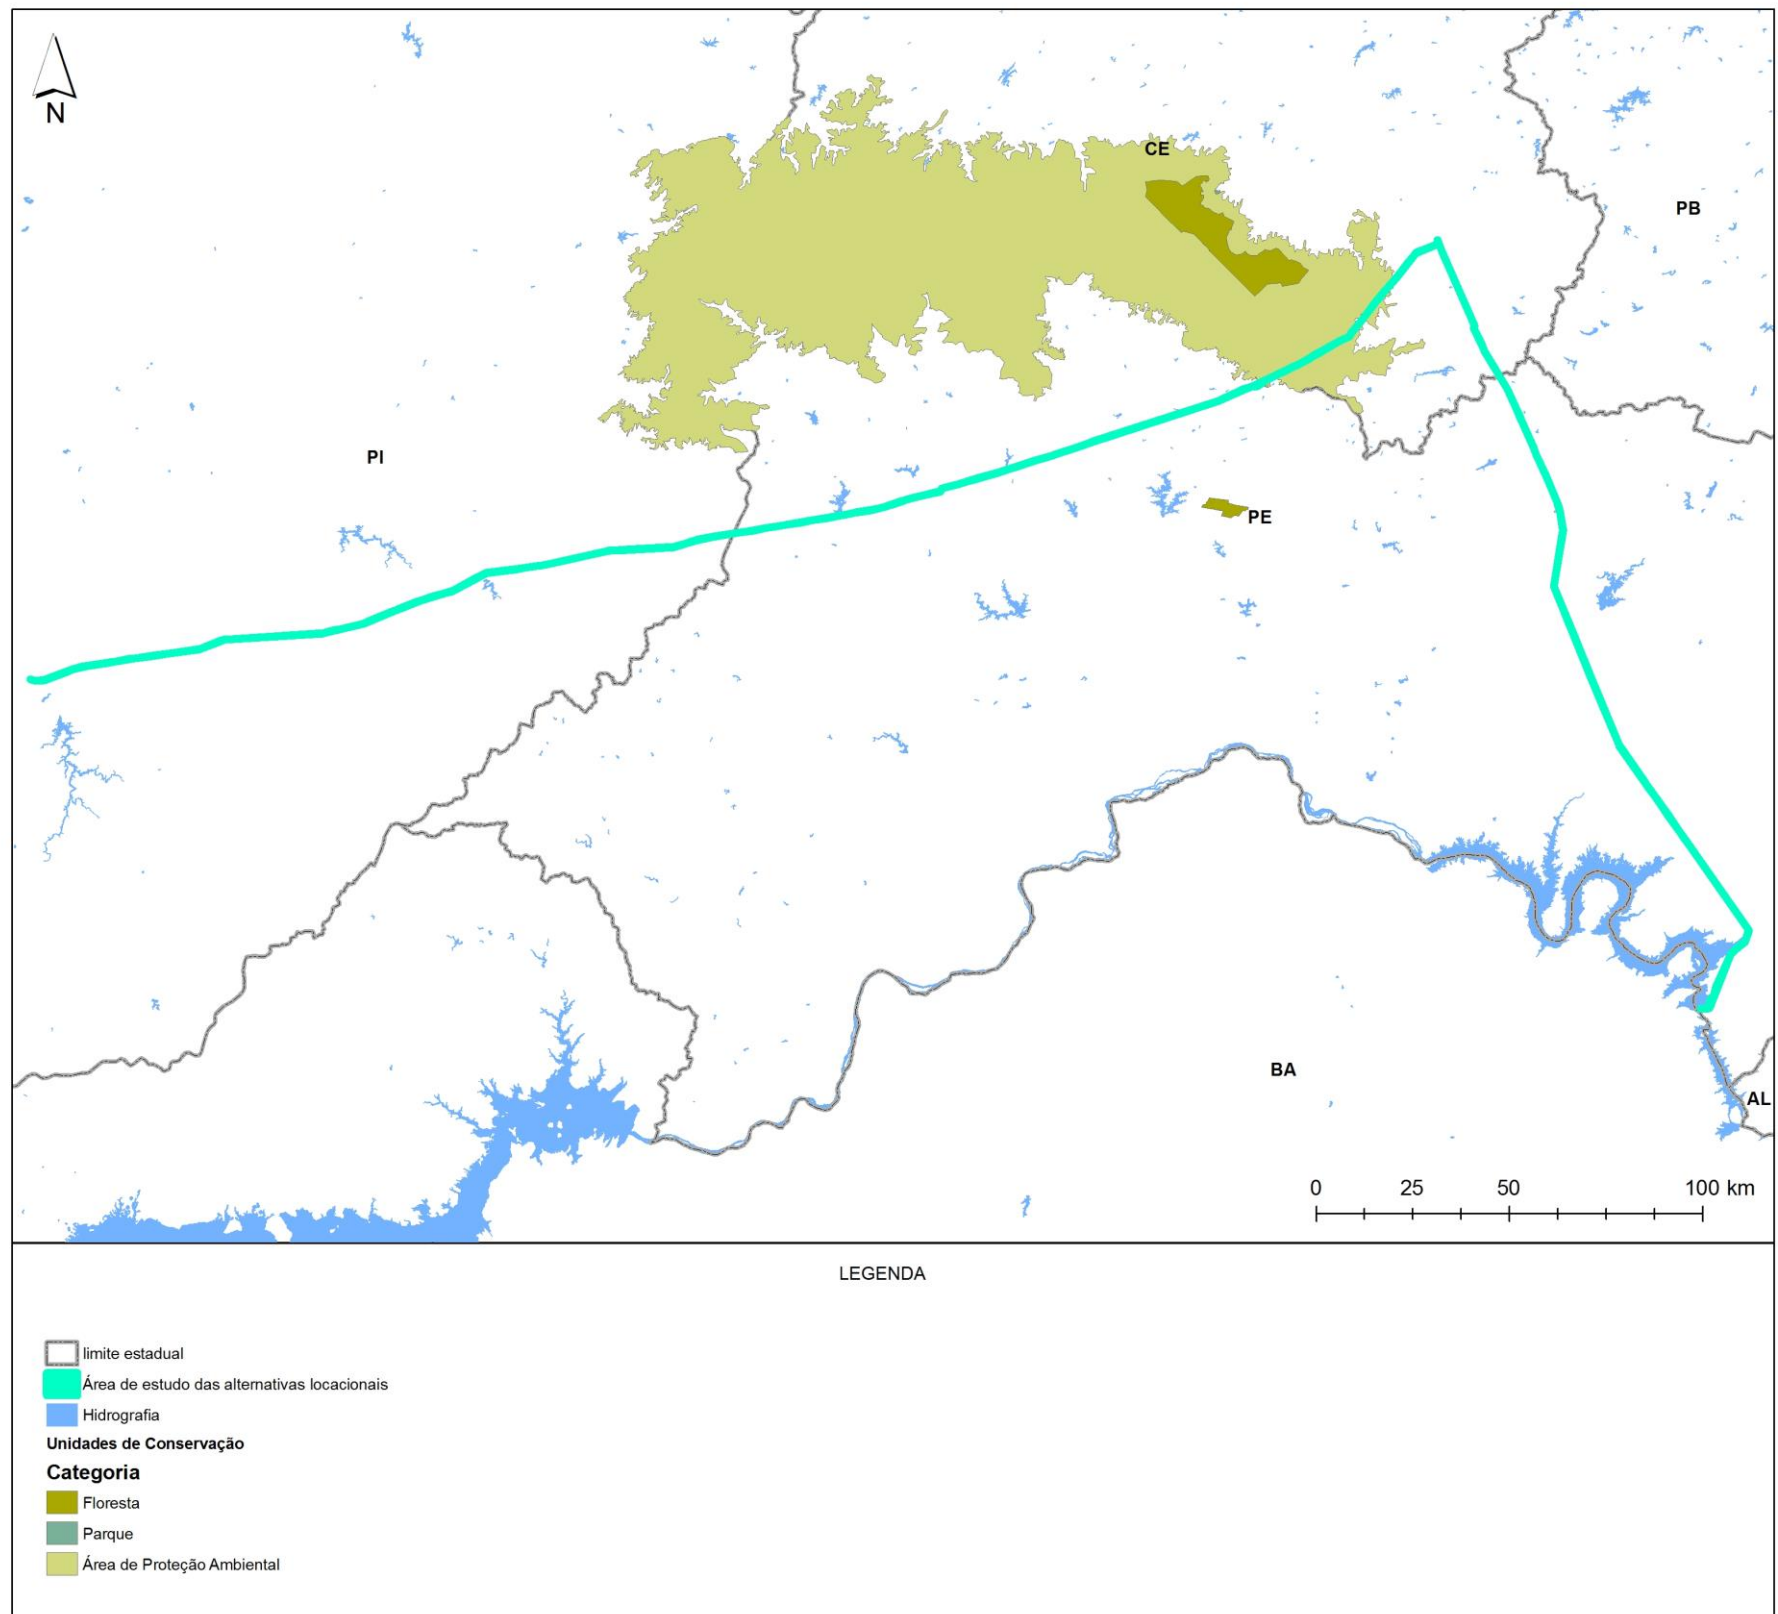 N
CE
PB
PI
PE
BA
AL
0 25 50 100 km
LEGENDA
limite estadual
Área de estudo das alternativas locacionais
Hidrografia
Unidades de Conservação
Categoria
Floresta
Parque
Área de Proteção Ambiental